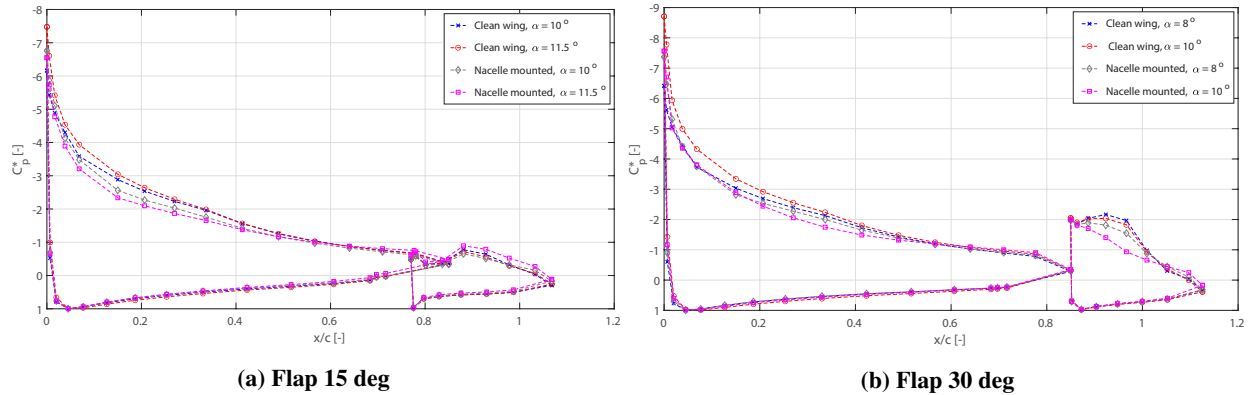 -8
-7
-6
-5
-4
-3
-2
-1
0
1
C*p [-]
0
0.2
0.4
0.6
0.8
1
1.2
x/c [-]
Clean wing, α = 10 °
Clean wing, α = 11.5 °
Nacelle mounted, α = 10 °
Nacelle mounted, α = 11.5 °
(a) Flap 15 deg
-9
-8
-7
-6
-5
-4
-3
-2
-1
0
1
C*p [-]
0
0.2
0.4
0.6
0.8
1
1.2
x/c [-]
Clean wing, α = 8 °
Clean wing, α = 10 °
Nacelle mounted, α = 8 °
Nacelle mounted, α = 10 °
(b) Flap 30 deg